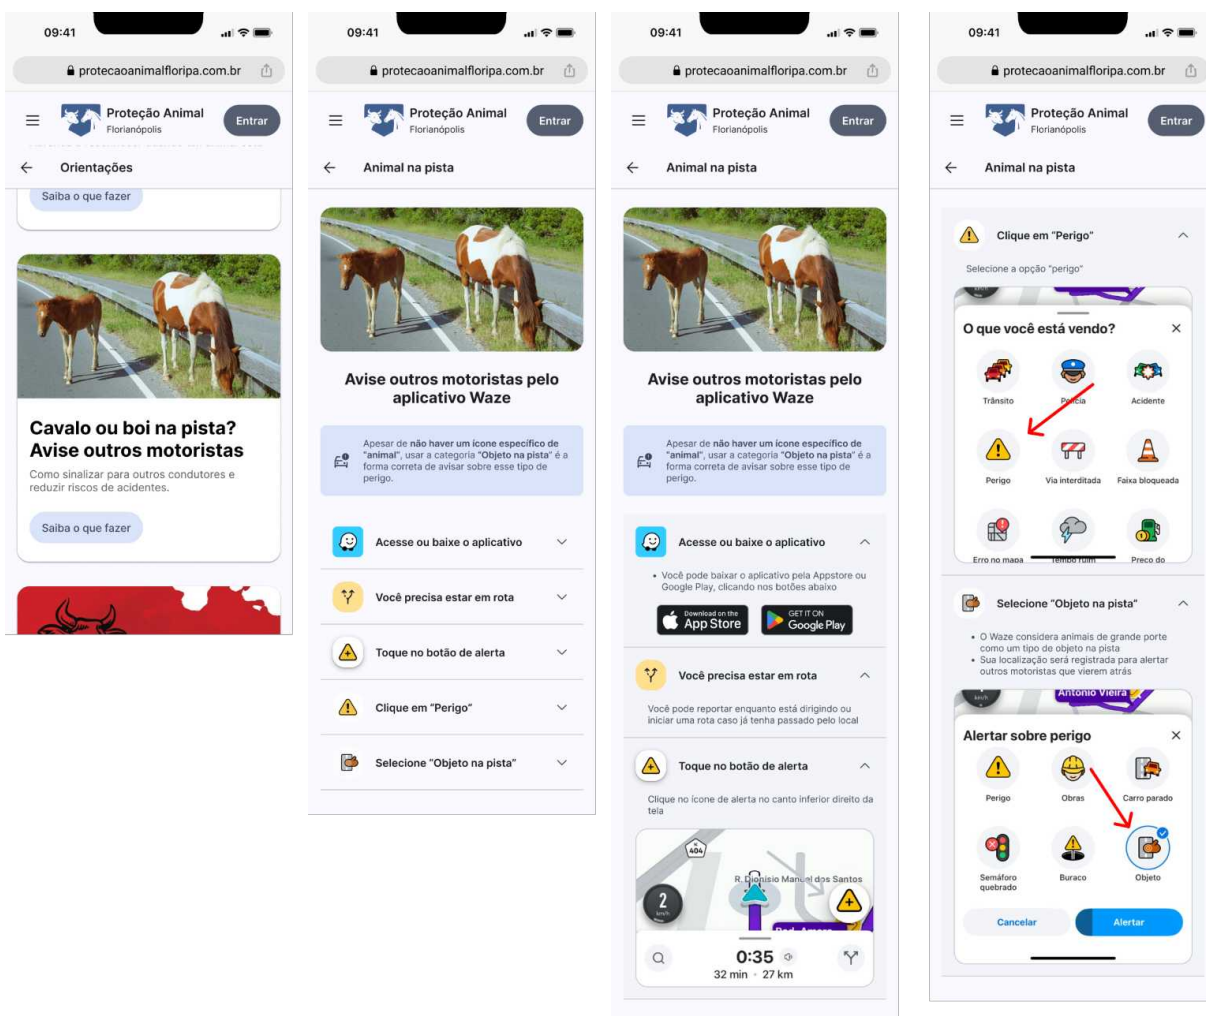 09:41
protecaoanimalfloripa.com.br
Proteção Animal
Florianópolis
Entrar
Orientações
Saiba o que fazer
Cavalo ou boi na pista?
Avise outros motoristas
Como sinalizar para outros condutores e
reduzir riscos de acidentes.
Saiba o que fazer
09:41
protecaoanimalfloripa.com.br
Proteção Animal
Florianópolis
Entrar
Animal na pista
Avise outros motoristas pelo
aplicativo Waze
Apesar de não haver um ícone específico de
"animal", usar a categoria "Objeto na pista" é a
forma correta de avisar sobre esse tipo de
perigo.
Acesse ou baixe o aplicativo
Você precisa estar em rota
Toque no botão de alerta
Clique em "Perigo"
Selecione "Objeto na pista"
09:41
protecaoanimalfloripa.com.br
Proteção Animal
Florianópolis
Entrar
Animal na pista
Avise outros motoristas pelo
aplicativo Waze
Apesar de não haver um ícone específico de
"animal", usar a categoria "Objeto na pista" é a
forma correta de avisar sobre esse tipo de
perigo.
Acesse ou baixe o aplicativo
• Você pode baixar o aplicativo pela Appstore ou
Google Play, clicando nos botões abaixo
Download on the
App Store
GET IT ON
Google Play
Você precisa estar em rota
Você pode reportar enquanto está dirigindo ou
iniciar uma rota caso já tenha passado pelo local
Toque no botão de alerta
Clique no ícone de alerta no canto inferior direito da
tela
404
R. Dionisio Manuel dos Santos
2
km/h
0:35
32 min · 27 km
09:41
protecaoanimalfloripa.com.br
Proteção Animal
Florianópolis
Entrar
Animal na pista
Clique em "Perigo"
Selecione a opção "perigo"
km/h
O que você está vendo?
Trânsito
Polícia
Acidente
Perigo
Via interditada
Faixa bloqueada
Erro no mapa
Tempo ruim
Preço do
Selecione "Objeto na pista"
• O Waze considera animais de grande porte
como um tipo de objeto na pista
• Sua localização será registrada para alertar
outros motoristas que vierem atrás
km/h
Antonio Vieira
Alertar sobre perigo
Perigo
Obras
Carro parado
Semáforo
quebrado
Buraco
Objeto
Cancelar
Alertar